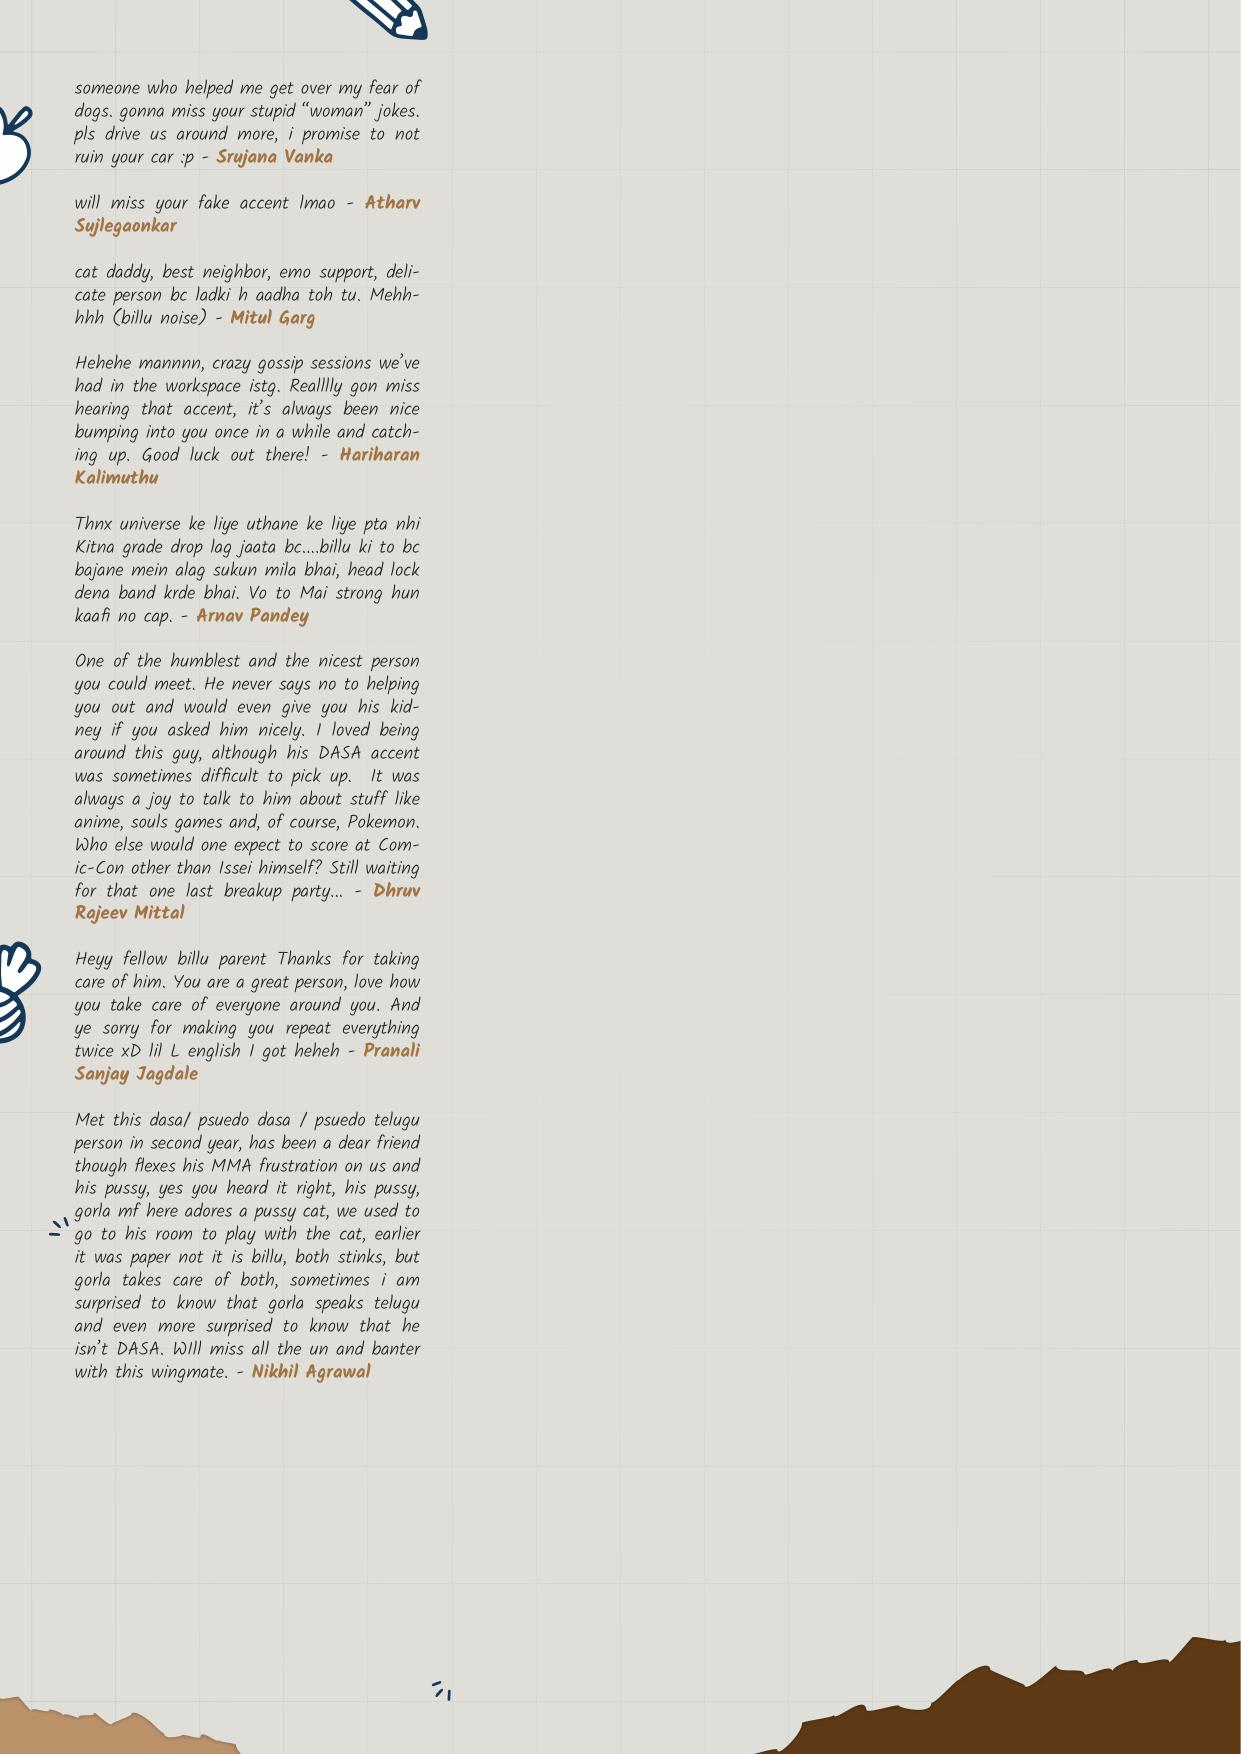 someone who helped me get over my fear of
dogs. gonna miss your stupid “woman” jokes.
pls drive us around more, i promise to not
ruin your car :p - Srujana Vanka
will miss your fake accent lmao - Atharv
Sujlegaonkar
cat daddy, best neighbor, emo support, deli-
cate person bc ladki h aadha toh tu. Mehh-
hhh (billu noise) - Mitul Garg
Hehehe mannnn, crazy gossip sessions we’ve
had in the workspace istg. Reallllly gon miss
hearing that accent, it’s always been nice
bumping into you once in a while and catch-
ing up. Good luck out there! - Hariharan
Kalimuthu
Thnx universe ke liye uthane ke liye pta nhi
Kitna grade drop lag jaata bc....billu ki to bc
bajane mein alag sukun mila bhai, head lock
dena band krde bhai. Vo to Mai strong hun
kaafi no cap. - Arnav Pandey
One of the humblest and the nicest person
you could meet. He never says no to helping
you out and would even give you his kid-
ney if you asked him nicely. I loved being
around this guy, although his DASA accent
was sometimes difficult to pick up.  It was
always a joy to talk to him about stuff like
anime, souls games and, of course, Pokemon.
Who else would one expect to score at Com-
ic-Con other than Issei himself? Still waiting
for that one last breakup party... - Dhruv
Rajeev Mittal
Heyy fellow billu parent Thanks for taking
care of him. You are a great person, love how
you take care of everyone around you. And
ye sorry for making you repeat everything
twice xD lil L english I got heheh - Pranali
Sanjay Jagdale
Met this dasa/ psuedo dasa / psuedo telugu
person in second year, has been a dear friend
though flexes his MMA frustration on us and
his pussy, yes you heard it right, his pussy,
gorla mf here adores a pussy cat, we used to
go to his room to play with the cat, earlier
it was paper not it is billu, both stinks, but
gorla takes care of both, sometimes i am
surprised to know that gorla speaks telugu
and even more surprised to know that he
isn’t DASA. WIll miss all the un and banter
with this wingmate. - Nikhil Agrawal